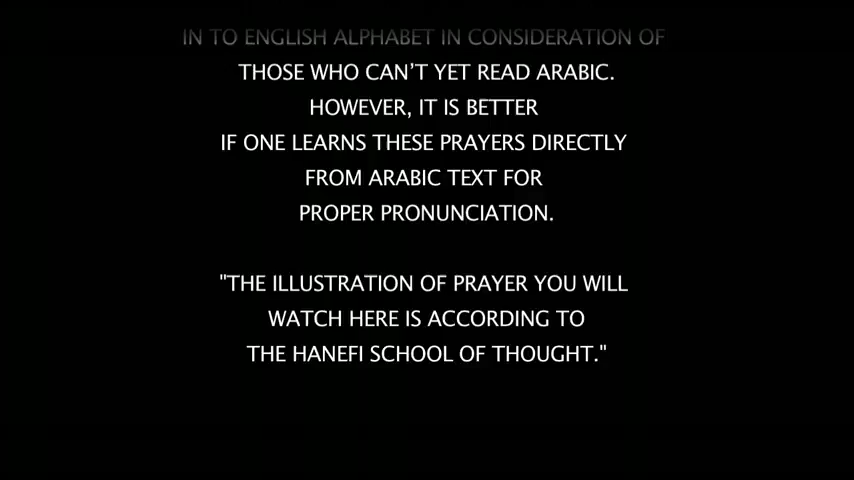 IN TO ENGLISH ALPHABET IN CONSIDERATION OF
THOSE WHO CAN'T YET READ ARABIC.
HOWEVER, IT IS BETTER
IF ONE LEARNS THESE PRAYERS DIRECTLY
FROM ARABIC TEXT FOR
PROPER PRONUNCIATION.
"THE ILLUSTRATION OF PRAYER YOU WILL
WATCH HERE IS ACCORDING TO
THE HANEFI SCHOOL OF THOUGHT."